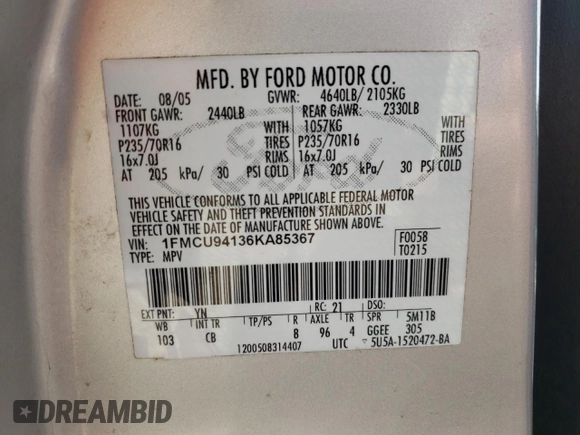 MFD. BY FORD MOTOR CO.
DATE: 08/05 GVWR: 4640LB/ 2105KG
FRONT GAWR: 2440LB REAR GAWR: 2330LB
1107KG WITH 1057KG WITH
P235/70R16 TIRES P235/70R16 TIRES
16x7.0J RIMS 16x7.0J RIMS
AT 205 kPa/ 30 PSI COLD AT 205 kPa/ 30 PSI COLD
Ford
THIS VEHICLE CONFORMS TO ALL APPLICABLE FEDERAL MOTOR
VEHICLE SAFETY AND THEFT PREVENTION STANDARDS IN
EFFECT ON THE DATE OF MANUFACTURE SHOWN ABOVE.
VIN: 1FMCU94136KA85367 F0058
TYPE: MPV T0215
EXT PNT: YN RC: 21 DSO:
WB INT TR TP/PS R AXLE TR SPR 5M11B
103 CB 8 96 4 GGEE 305
1200508314407 UTC 5U5A-1520472-BA
DREAMBID